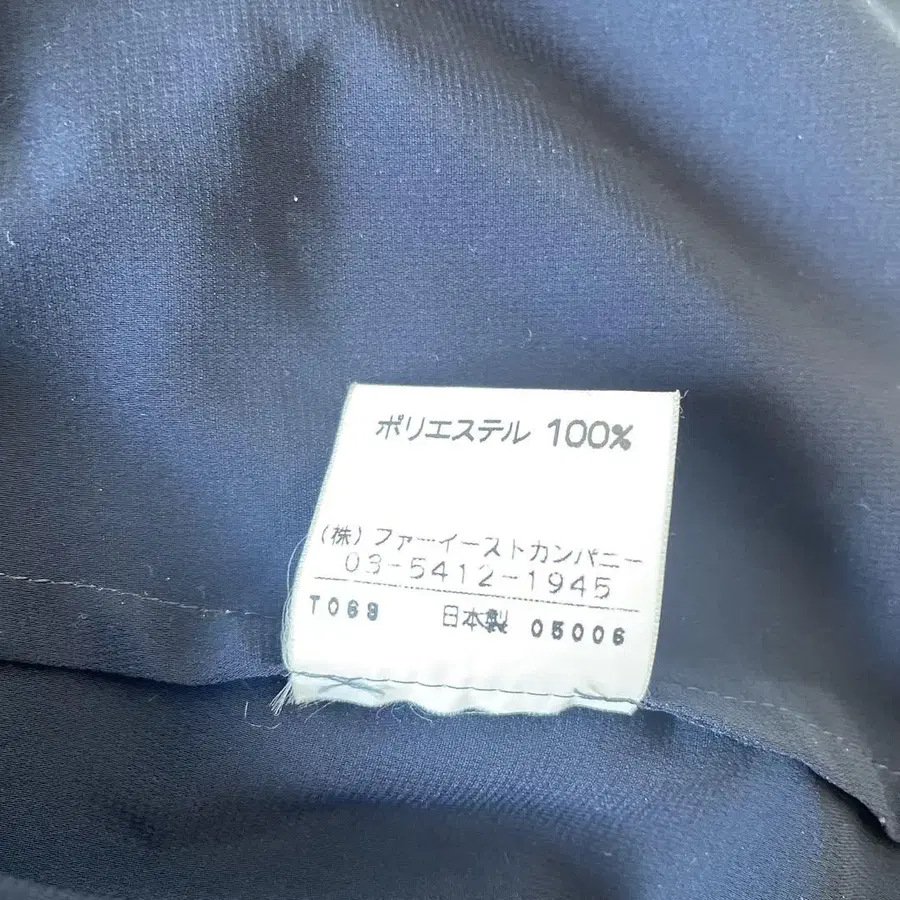 ポリエステル 100%
(株)ファーイーストカンパニー
03-5412-1945
T068 日本製 05006